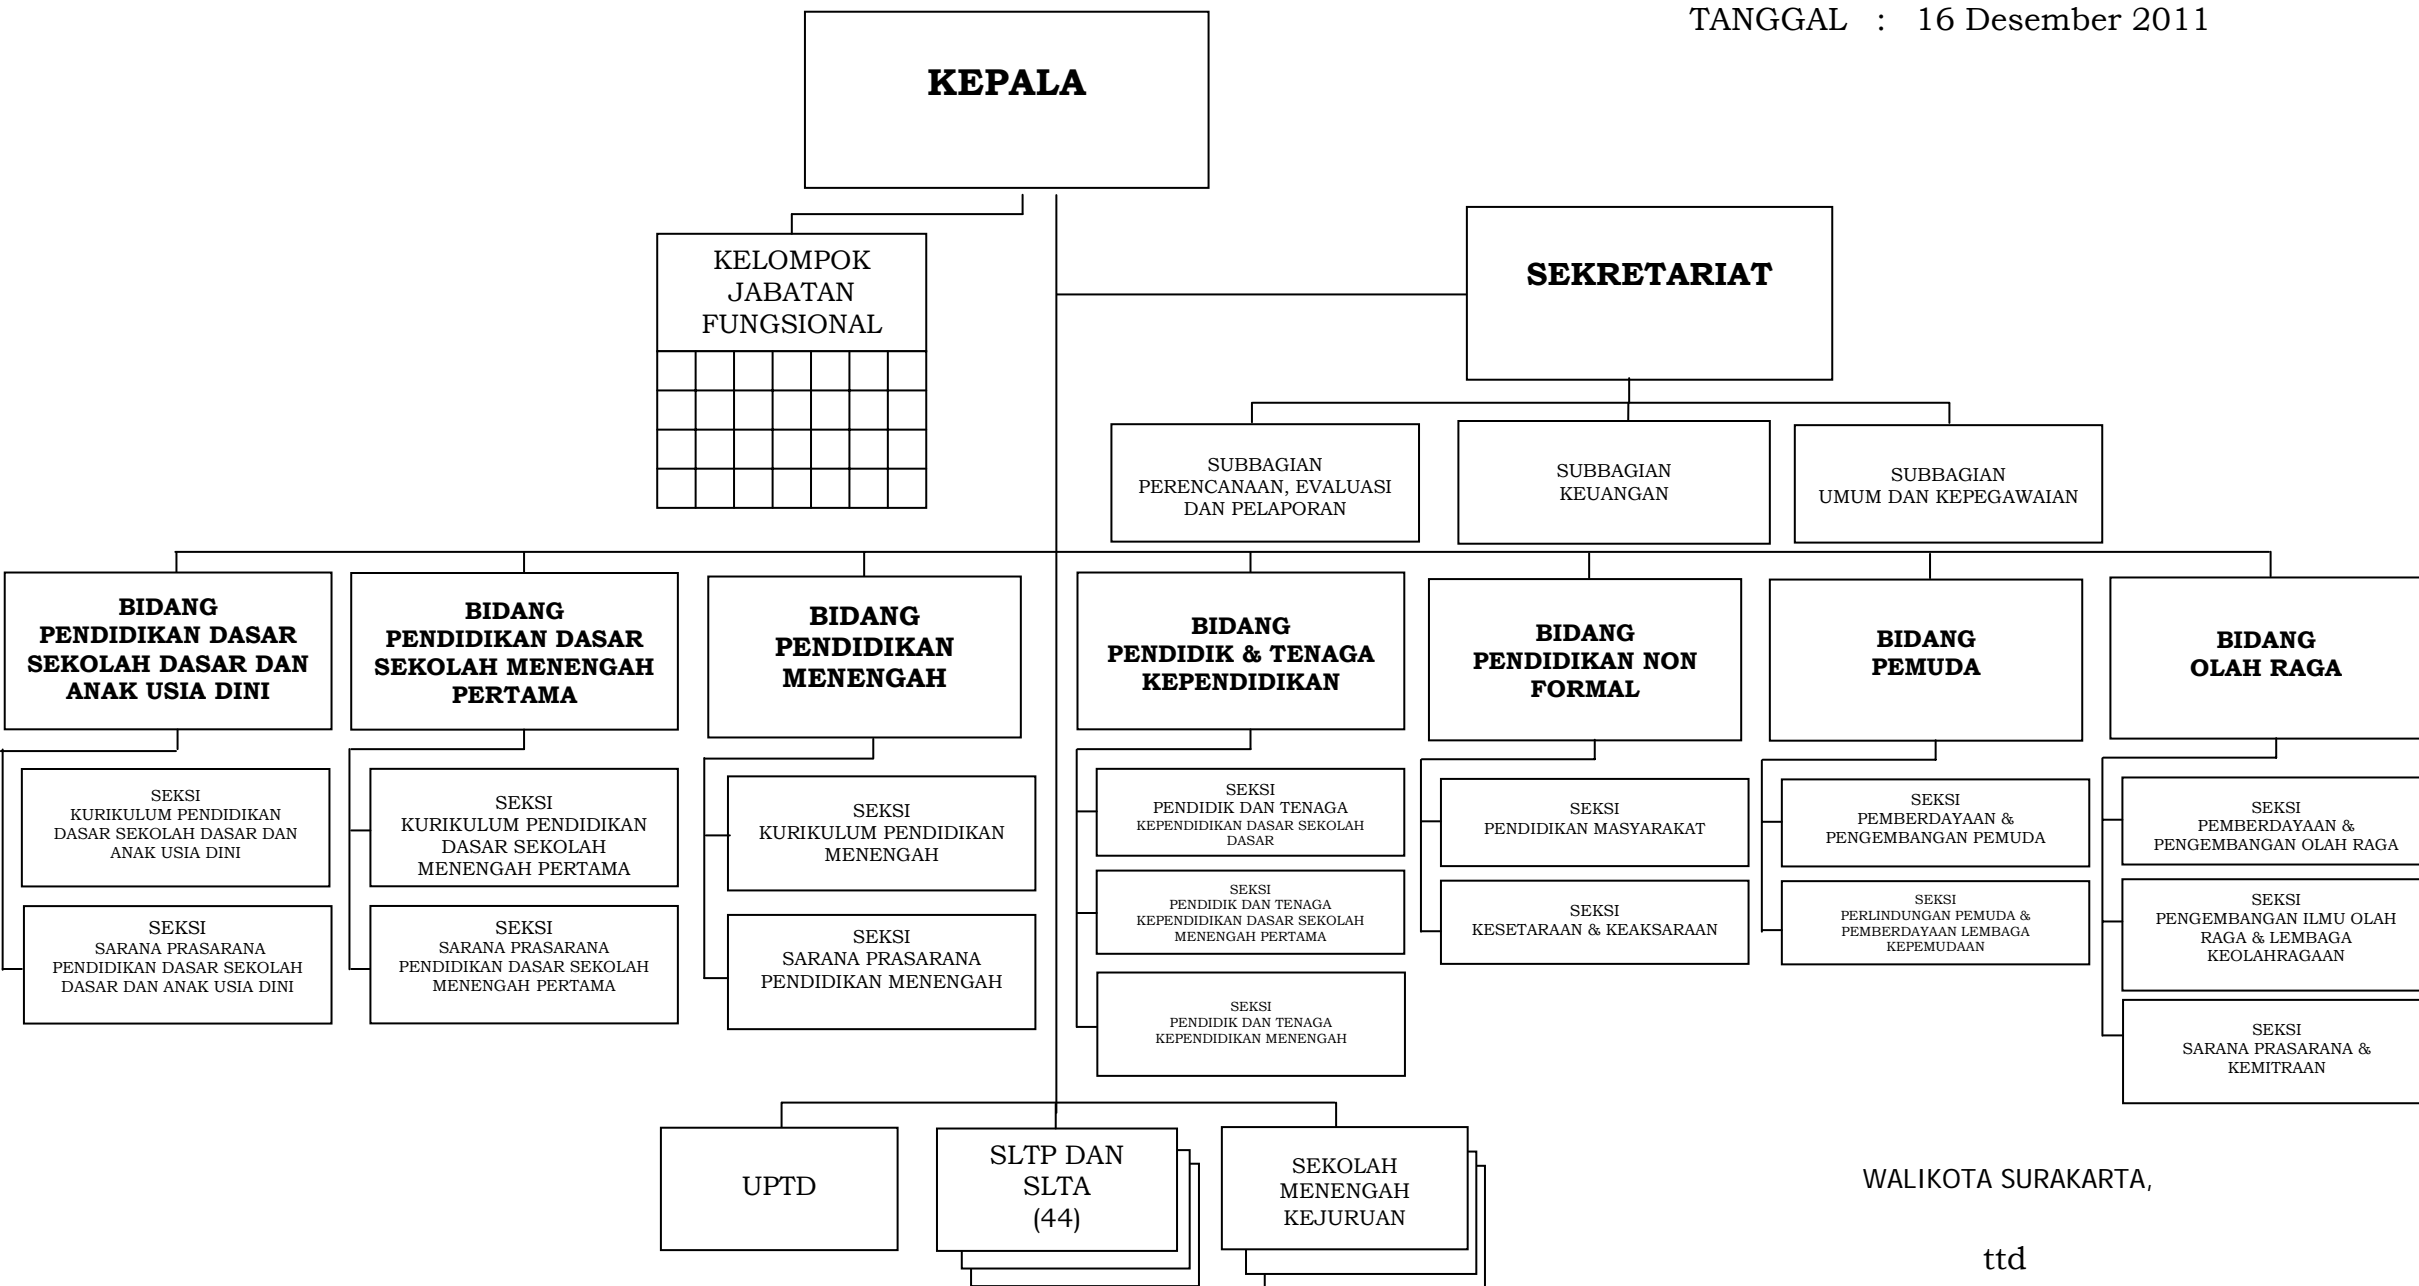 TANGGAL : 16 Desember 2011
KEPALA
KELOMPOK
JABATAN
FUNGSIONAL
SEKRETARIAT
SUBBAGIAN
PERENCANAAN, EVALUASI
DAN PELAPORAN
SUBBAGIAN
KEUANGAN
SUBBAGIAN
UMUM DAN KEPEGAWAIAN
BIDANG
PENDIDIKAN DASAR
SEKOLAH DASAR DAN
ANAK USIA DINI
BIDANG
PENDIDIKAN DASAR
SEKOLAH MENENGAH
PERTAMA
BIDANG
PENDIDIKAN
MENENGAH
BIDANG
PENDIDIK & TENAGA
KEPENDIDIKAN
BIDANG
PENDIDIKAN NON
FORMAL
BIDANG
PEMUDA
BIDANG
OLAH RAGA
SEKSI
KURIKULUM PENDIDIKAN
DASAR SEKOLAH DASAR DAN
ANAK USIA DINI
SEKSI
KURIKULUM PENDIDIKAN
DASAR SEKOLAH
MENENGAH PERTAMA
SEKSI
KURIKULUM PENDIDIKAN
MENENGAH
SEKSI
PENDIDIK DAN TENAGA
KEPENDIDIKAN DASAR SEKOLAH
DASAR
SEKSI
PENDIDIKAN MASYARAKAT
SEKSI
PEMBERDAYAAN &
PENGEMBANGAN PEMUDA
SEKSI
PEMBERDAYAAN &
PENGEMBANGAN OLAH RAGA
SEKSI
SARANA PRASARANA
PENDIDIKAN DASAR SEKOLAH
DASAR DAN ANAK USIA DINI
SEKSI
SARANA PRASARANA
PENDIDIKAN DASAR SEKOLAH
MENENGAH PERTAMA
SEKSI
SARANA PRASARANA
PENDIDIKAN MENENGAH
SEKSI
PENDIDIK DAN TENAGA
KEPENDIDIKAN DASAR SEKOLAH
MENENGAH PERTAMA
SEKSI
KESETARAAN & KEAKSARAAN
SEKSI
PERLINDUNGAN PEMUDA &
PEMBERDAYAAN LEMBAGA
KEPEMUDAAN
SEKSI
PENGEMBANGAN ILMU OLAH
RAGA & LEMBAGA
KEOLAHRAGAAN
SEKSI
PENDIDIK DAN TENAGA
KEPENDIDIKAN MENENGAH
SEKSI
SARANA PRASARANA &
KEMITRAAN
UPTD
SLTP DAN
SLTA
(44)
SEKOLAH
MENENGAH
KEJURUAN
WALIKOTA SURAKARTA,
ttd